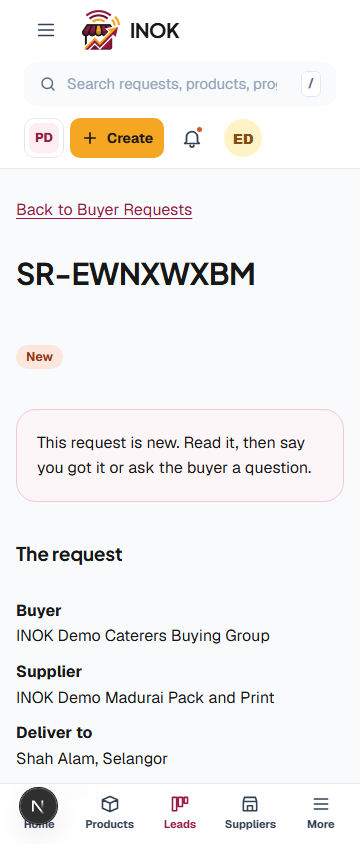 INOK
Search requests, products, pro
/
PD
+ Create
ED
Back to Buyer Requests
SR-EWNXWXBM
New
This request is new. Read it, then say
you got it or ask the buyer a question.
The request
Buyer
INOK Demo Caterers Buying Group
Supplier
INOK Demo Madurai Pack and Print
Deliver to
Shah Alam, Selangor
N
Home
Products
Leads
Suppliers
More